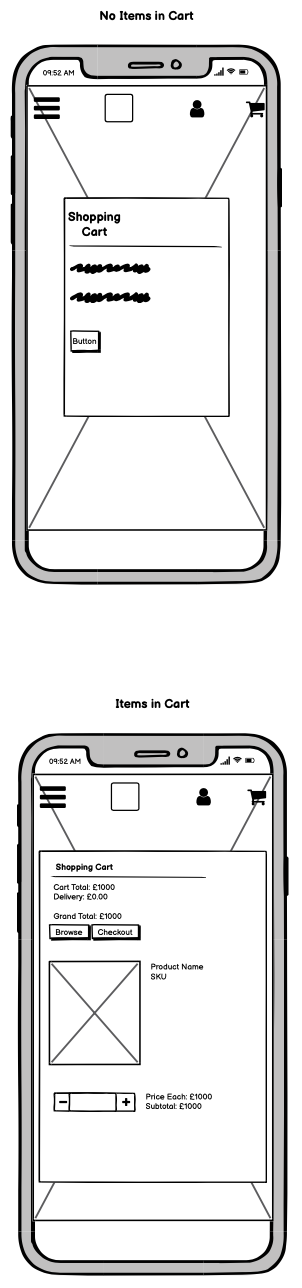 No Items in Cart
09:52 AM
Shopping
Cart
Button
Items in Cart
09:52 AM
Shopping Cart
Cart Total: £1000
Delivery: £0.00
Grand Total: £1000
Browse Checkout
Product Name
SKU
Price Each: £1000
Subtotal: £1000